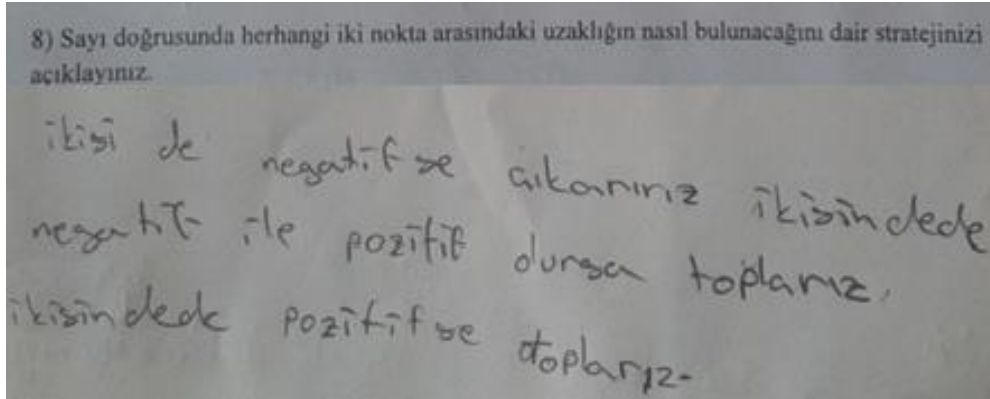 8) Sayı doğrusunda herhangi iki nokta arasındaki uzaklığın nasıl bulunacağını dair stratejinizi
açıklayınız.
ikisi de negatifse çıkarırız ikisindede
negatif ile pozitif dursa toplarız,
ikisindede pozitifse toplarız.